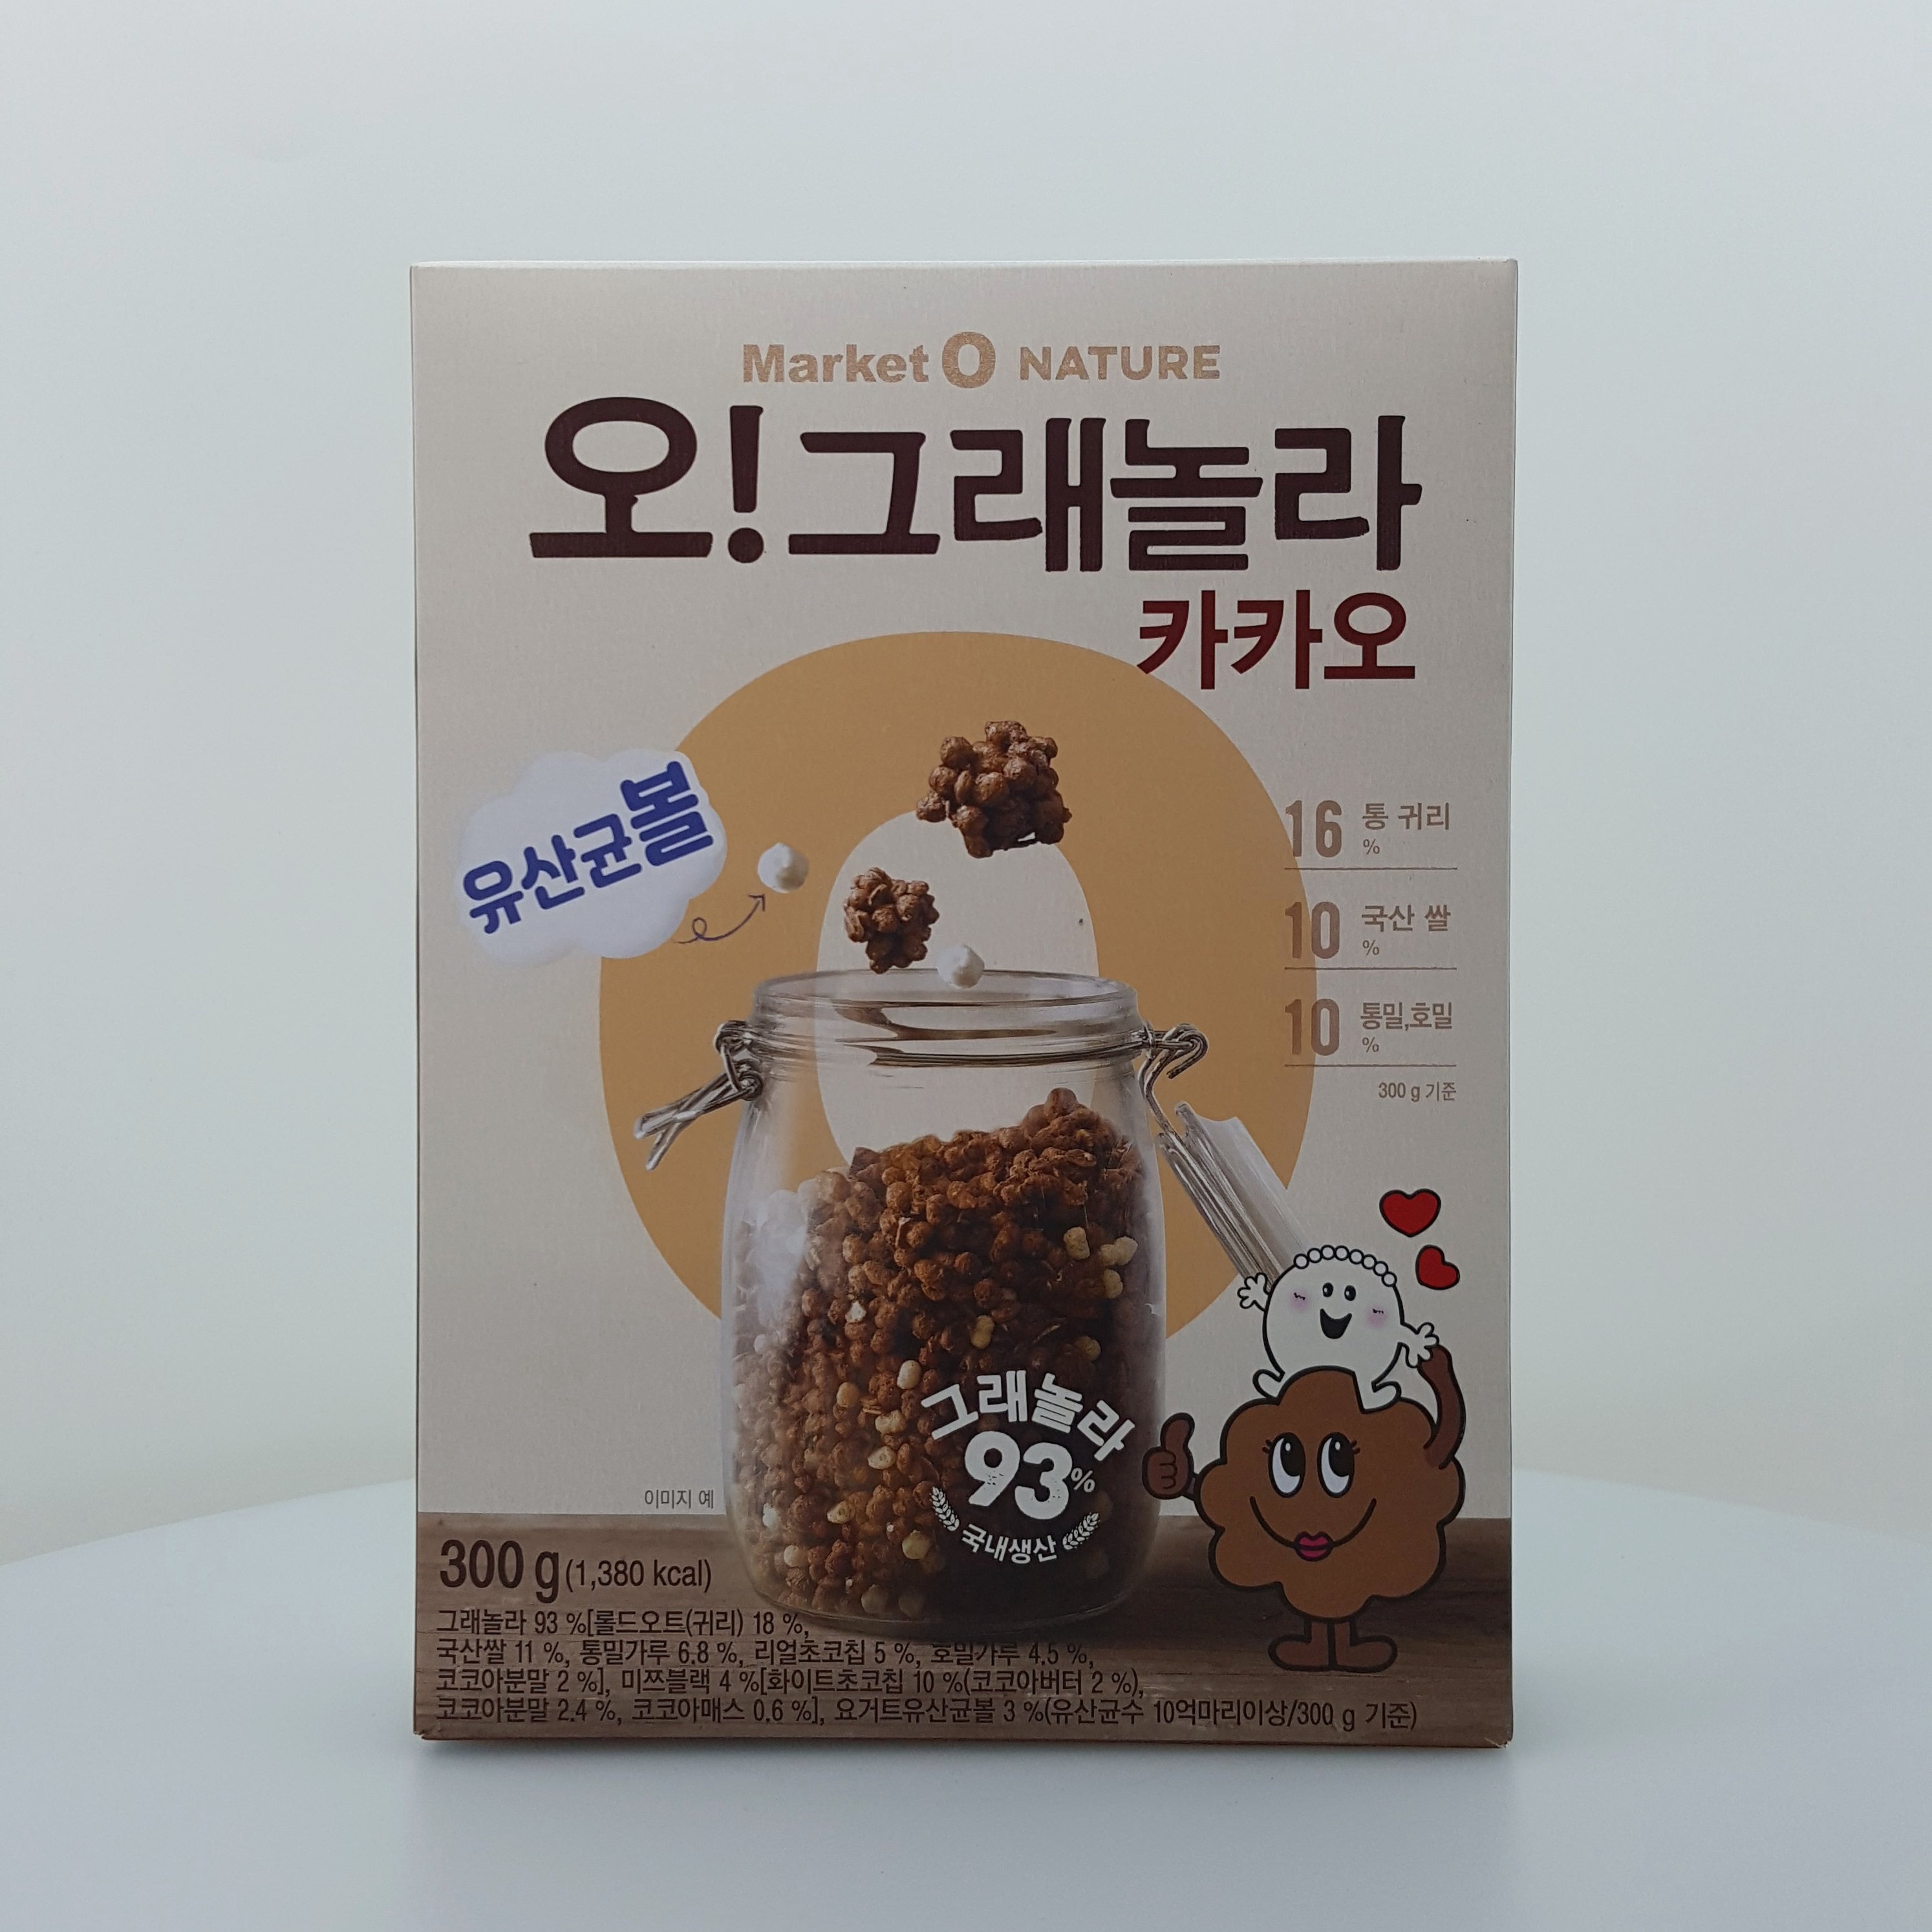 Market O NATURE
오!그래놀라
카카오
유산균볼
16 % 통 귀리
10 % 국산 쌀
10 % 통밀,호밀
300 g 기준
그래놀라
93%
국내생산
이미지 예
300 g (1,380 kcal)
그래놀라 93 %[롤드오트(귀리) 18 %,
국산쌀 11 %, 통밀가루 6.8 %, 리얼초코칩 5 %, 호밀가루 4.5 %,
코코아분말 2 %], 미쯔블랙 4 %[화이트초코칩 10 %(코코아버터 2 %),
코코아분말 2.4 %, 코코아매스 0.6 %], 요거트유산균볼 3 %(유산균수 10억마리이상/300 g 기준)